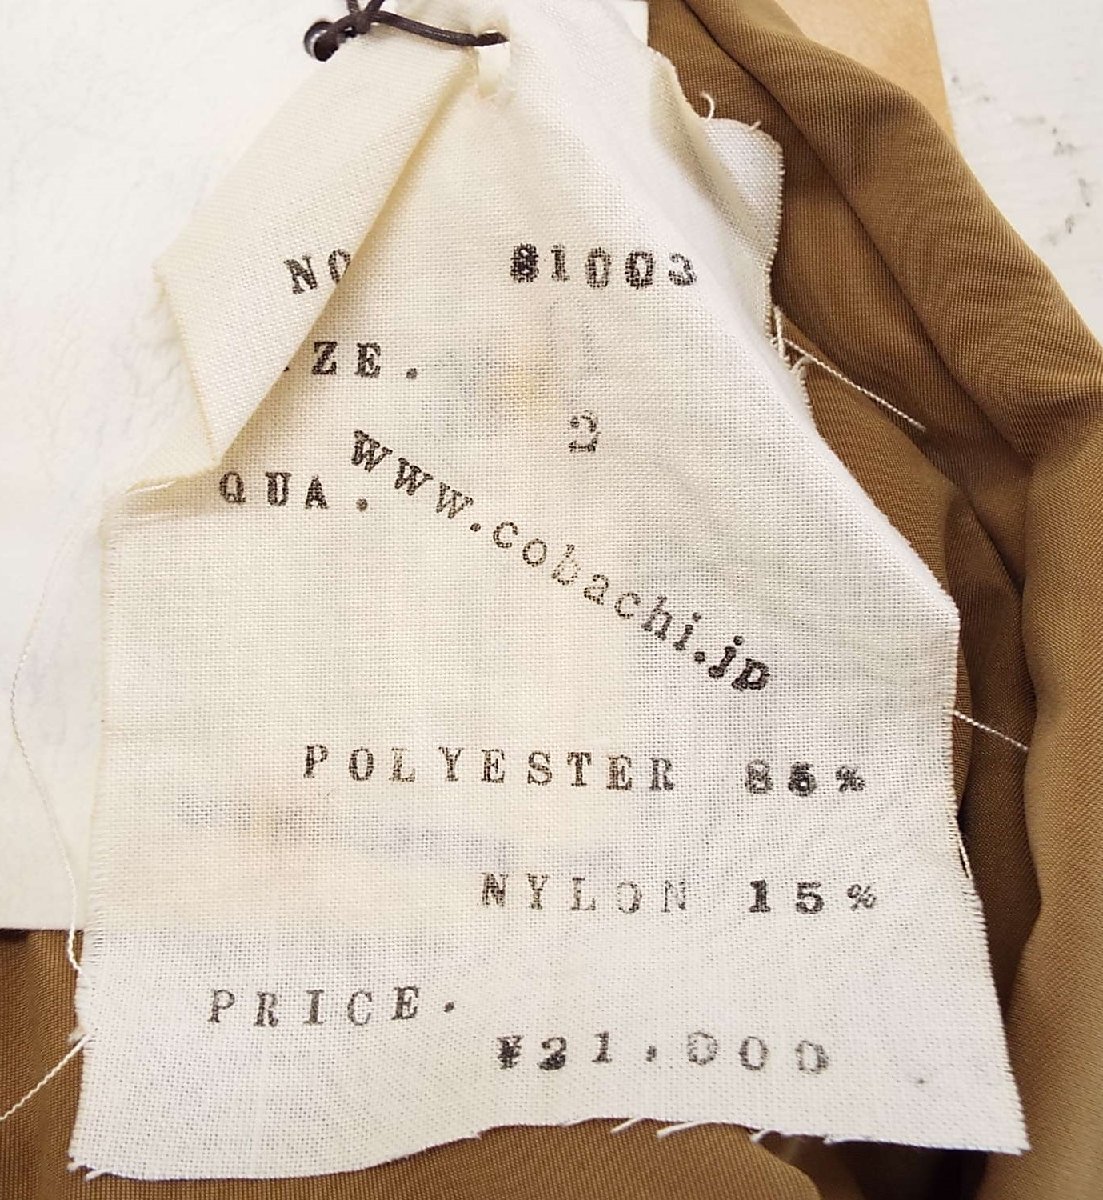 NO 81003
ZE.
2
www.cobachi.jp
QUA.
POLYESTER 85%
NYLON 15%
PRICE.
¥21,000